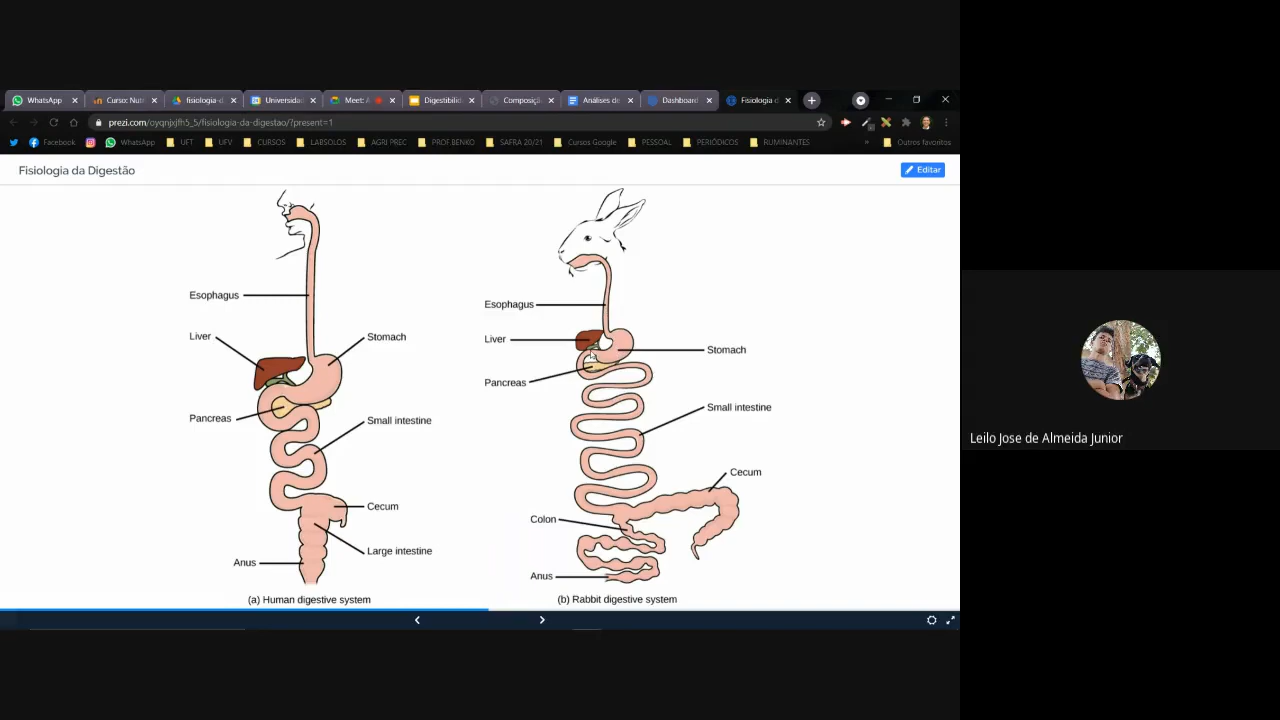 WhatsApp
Curso: Nutr
fisiologia-d
Universidad
Meet: A
Digestibilid
Composiçã
Análises de
Dashboard
Fisiologia d
prezi.com/oyqnjxjfh5_5/fisiologia-da-digestao/?present=1
Facebook WhatsApp UFT UFV CURSOS LABSOLOS AGRI PREC PROF.BENKO SAFRA 20/21 Cursos Google PESSOAL PERIÓDICOS RUMINANTES » Outros favoritos
Fisiologia da Digestão
Editar
Esophagus
Liver
Stomach
Pancreas
Small intestine
Cecum
Large intestine
Anus
(a) Human digestive system
Esophagus
Liver
Stomach
Pancreas
Small intestine
Cecum
Colon
Anus
(b) Rabbit digestive system
Leilo Jose de Almeida Junior